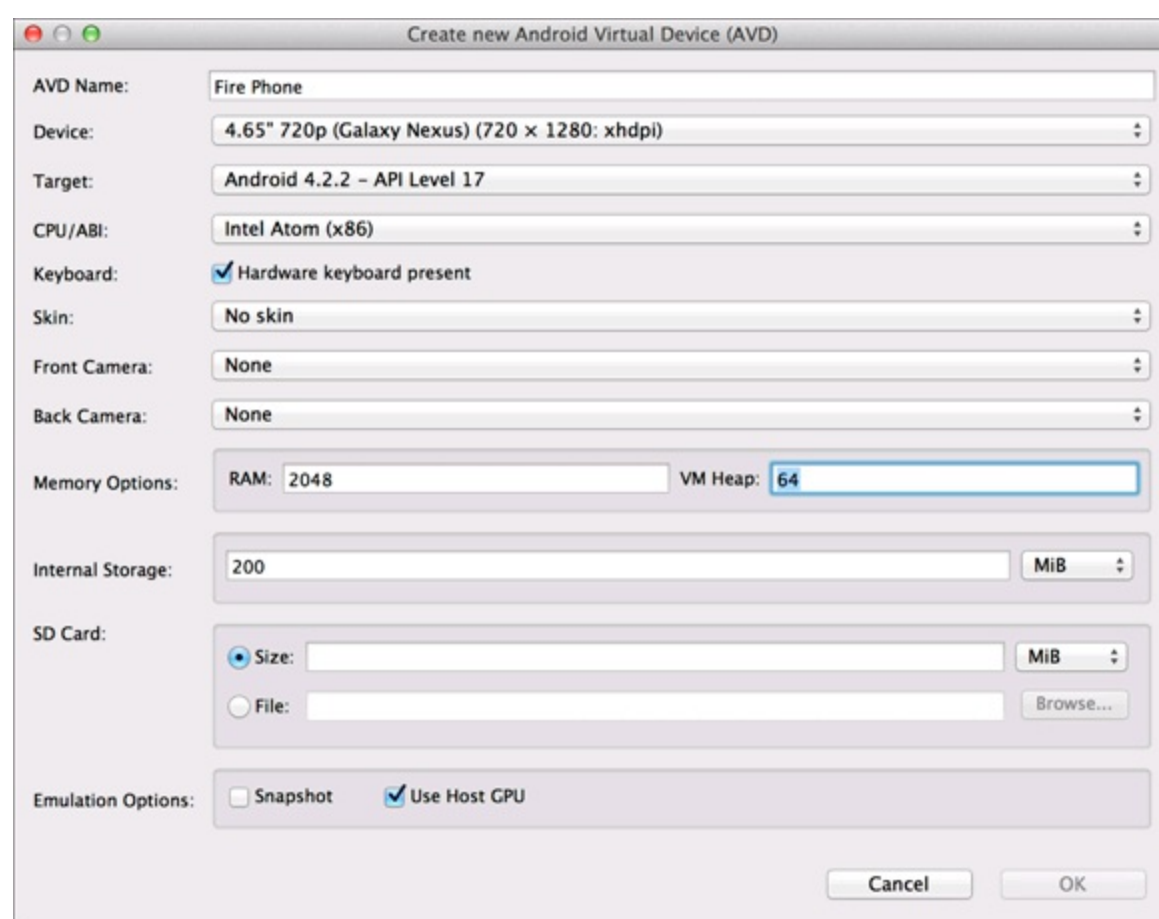 Create new Android Virtual Device (AVD)
AVD Name: Fire Phone
Device: 4.65" 720p (Galaxy Nexus) (720 × 1280: xhdpi)
Target: Android 4.2.2 – API Level 17
CPU/ABI: Intel Atom (x86)
Keyboard: Hardware keyboard present
Skin: No skin
Front Camera: None
Back Camera: None
Memory Options: RAM: 2048 VM Heap: 64
Internal Storage: 200 MiB
SD Card:
Size: MiB
File: Browse...
Emulation Options: Snapshot Use Host GPU
Cancel OK